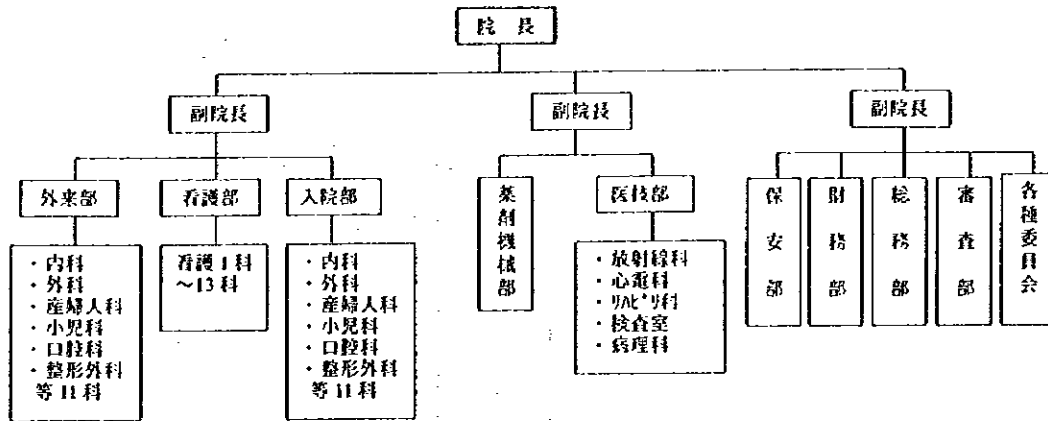 院長
副院長
副院長
副院長
外来部
看護部
入院部
薬剤機械部
医技部
保安部
財務部
総務部
審査部
各種委員会
・内科
・外科
・産婦人科
・小児科
・口腔科
・整形外科
等11科
看護1科
～13科
・内科
・外科
・産婦人科
・小児科
・口腔科
・整形外科
等11科
・放射線科
・心電科
・ﾘﾊﾋﾞﾘ科
・検査室
・病理科